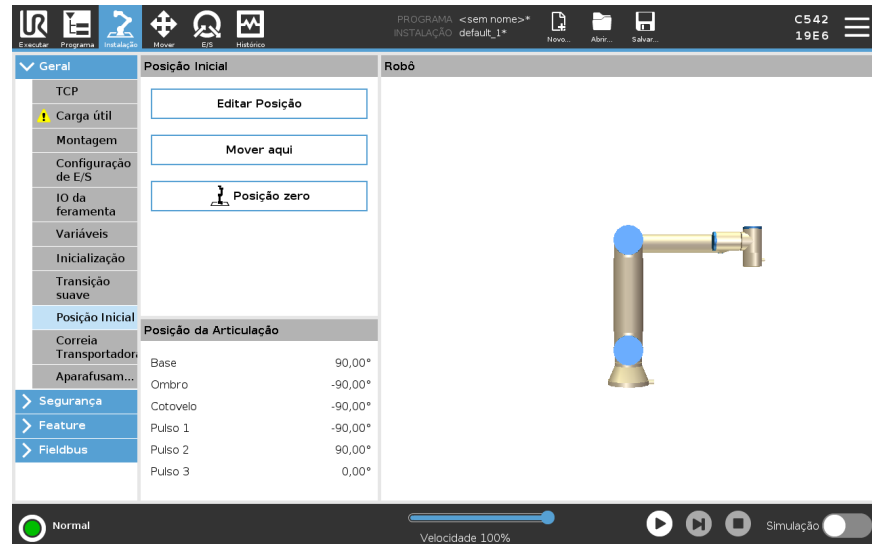 UR
PROGRAMA <sem nome>*
INSTALAÇÃO default_1*
C542
19E6
Executar Programa Instalação Mover E/S Histórico
Novo... Abrir... Salvar...
Geral
TCP
Carga útil
Montagem
Configuração
de E/S
IO da
ferramenta
Variáveis
Inicialização
Transição
suave
Posição Inicial
Correia
Transportadora
Aparafusam...
Segurança
Feature
Fieldbus
Posição Inicial
Editar Posição
Mover aqui
Posição zero
Posição da Articulação
Base 90,00°
Ombro -90,00°
Cotovelo -90,00°
Pulso 1 -90,00°
Pulso 2 90,00°
Pulso 3 0,00°
Robô
Normal
Velocidade 100%
Simulação